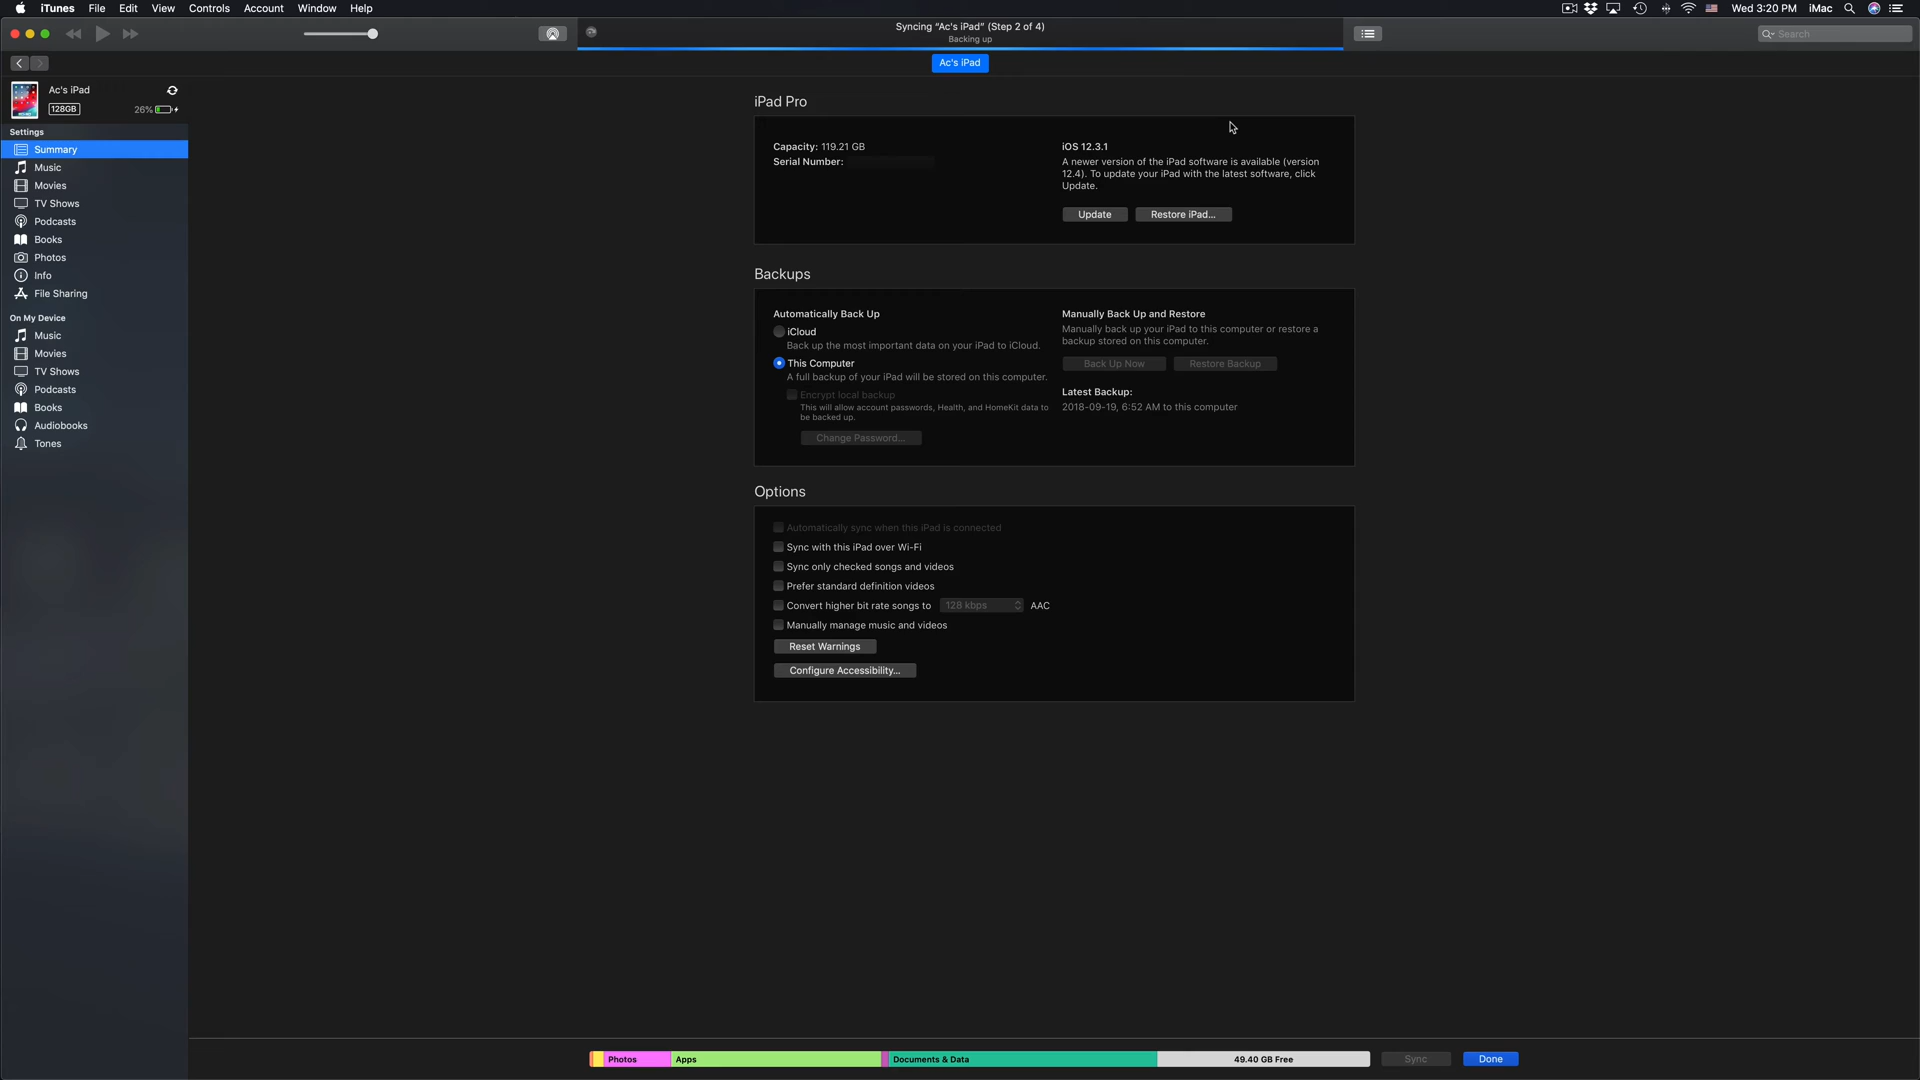 iTunes File Edit View Controls Account Window Help Wed 3:20 PM iMac
Syncing “Ac's iPad” (Step 2 of 4)
Backing up
Search
Ac's iPad
Ac's iPad
128GB 26%
Settings
Summary
Music
Movies
TV Shows
Podcasts
Books
Photos
Info
File Sharing
On My Device
Music
Movies
TV Shows
Podcasts
Books
Audiobooks
Tones
iPad Pro
Capacity: 119.21 GB
Serial Number:
iOS 12.3.1
A newer version of the iPad software is available (version
12.4). To update your iPad with the latest software, click
Update.
Update Restore iPad...
Backups
Automatically Back Up
iCloud
Back up the most important data on your iPad to iCloud.
This Computer
A full backup of your iPad will be stored on this computer.
Encrypt local backup
This will allow account passwords, Health, and HomeKit data to
be backed up.
Change Password...
Manually Back Up and Restore
Manually back up your iPad to this computer or restore a
backup stored on this computer.
Back Up Now Restore Backup
Latest Backup:
2018-09-19, 6:52 AM to this computer
Options
Automatically sync when this iPad is connected
Sync with this iPad over Wi-Fi
Sync only checked songs and videos
Prefer standard definition videos
Convert higher bit rate songs to 128 kbps AAC
Manually manage music and videos
Reset Warnings
Configure Accessibility...
Photos Apps Documents & Data 49.40 GB Free Sync Done